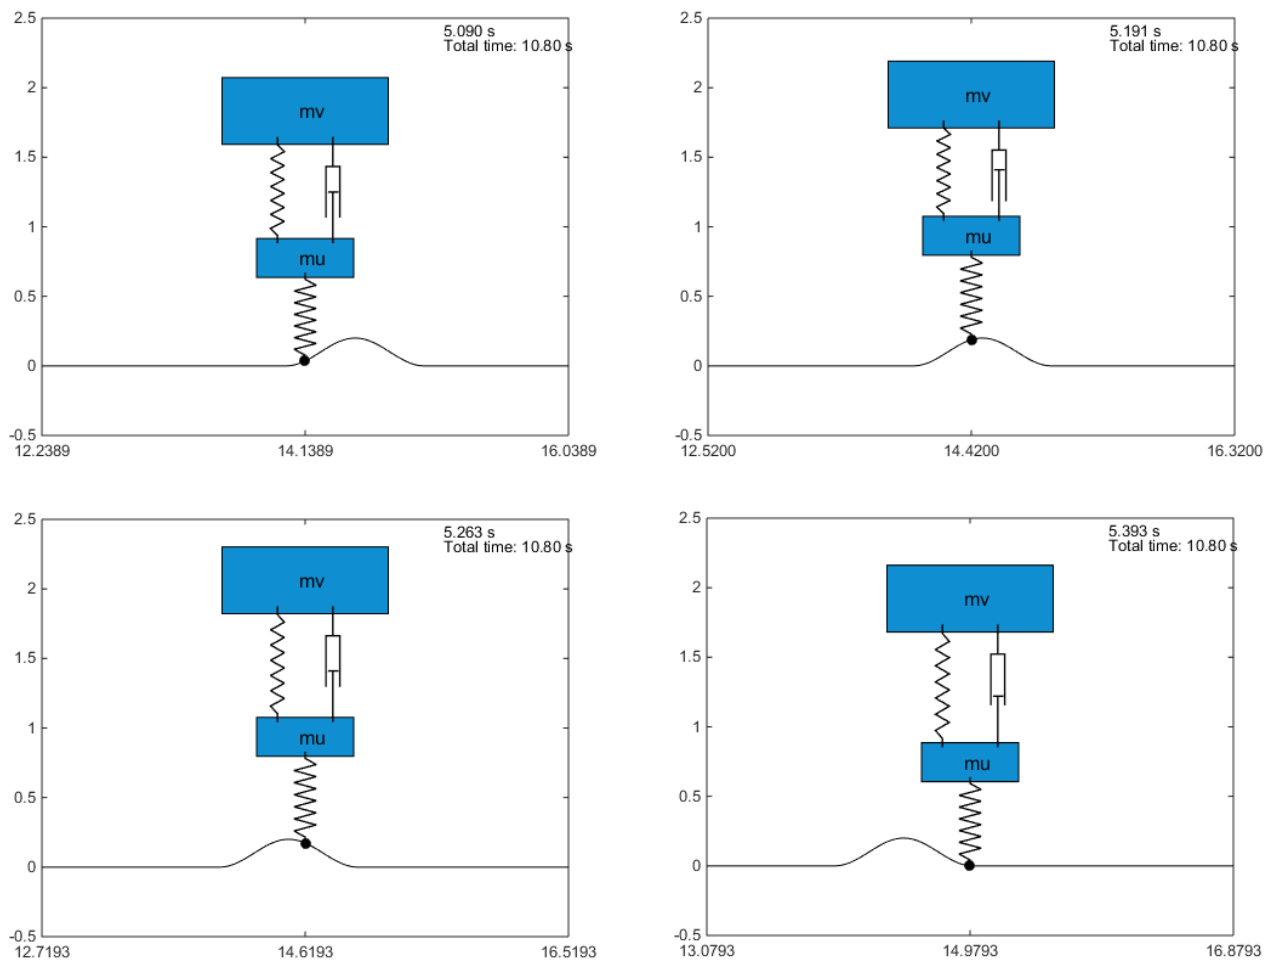 2.5
5.090 s
Total time: 10.80 s
2
mv
1.5
1
mu
0.5
0
-0.5
12.2389
14.1389
16.0389
2.5
5.191 s
Total time: 10.80 s
2
mv
1.5
1
mu
0.5
0
-0.5
12.5200
14.4200
16.3200
2.5
5.263 s
Total time: 10.80 s
2
mv
1.5
1
mu
0.5
0
-0.5
12.7193
14.6193
16.5193
2.5
5.393 s
Total time: 10.80 s
2
mv
1.5
1
mu
0.5
0
-0.5
13.0793
14.9793
16.8793